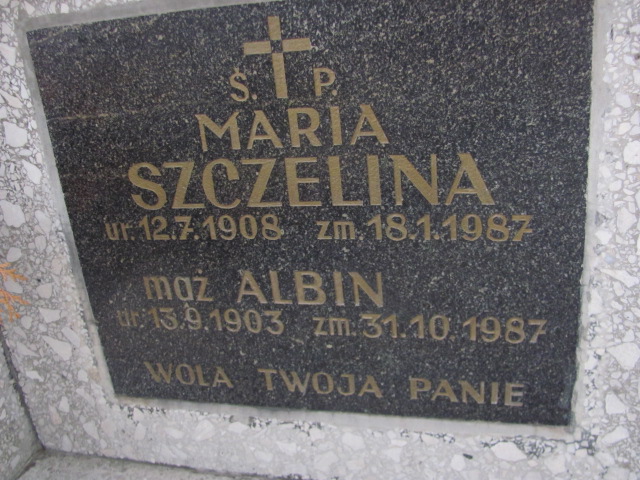 Ś. P.
MARIA
SZCZELINA
ur. 12.7.1908 zm. 18.1.1987
mąż ALBIN
ur. 13.9.1903 zm. 31.10.1987
WOLA TWOJA PANIE